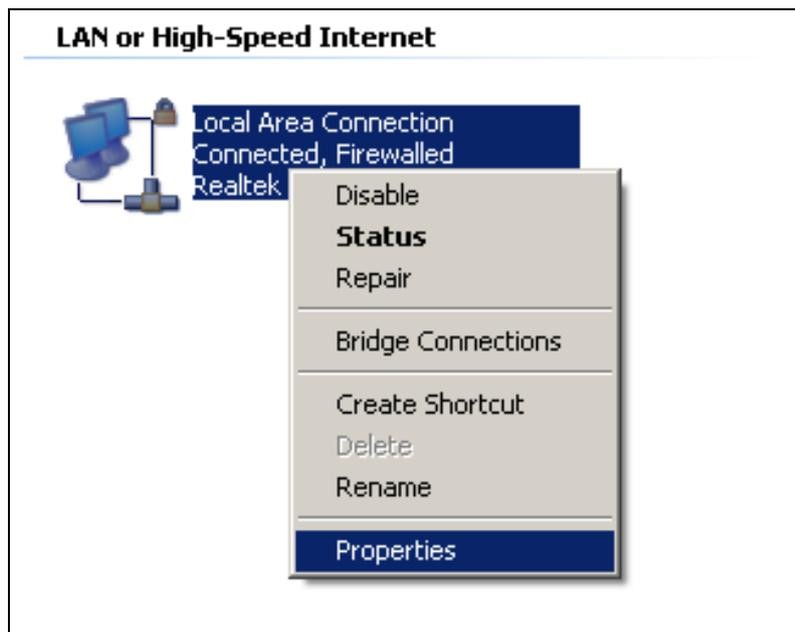 LAN or High-Speed Internet
Local Area Connection
Connected, Firewalled
Realtek
Disable
Status
Repair
Bridge Connections
Create Shortcut
Delete
Rename
Properties